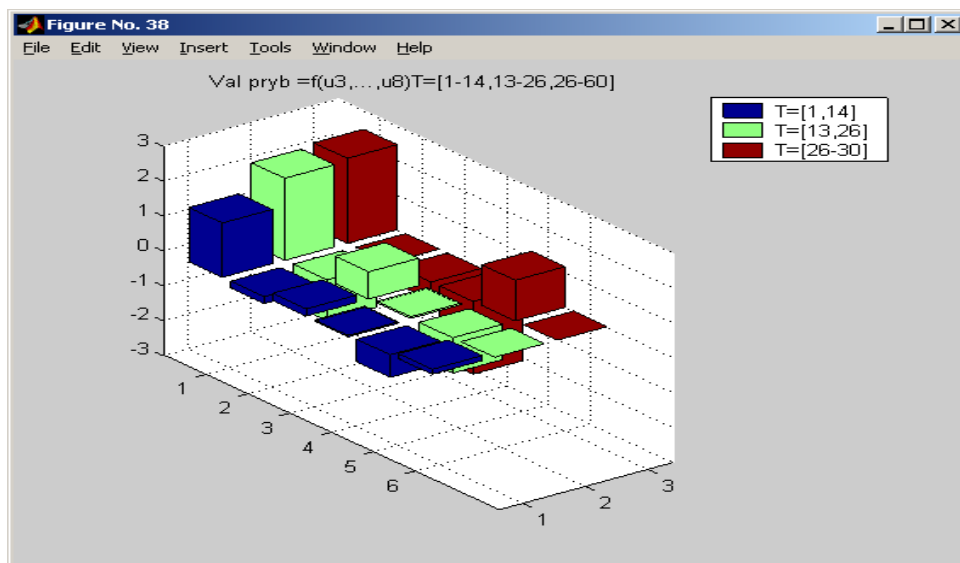 Figure No. 38
File Edit View Insert Tools Window Help
Val pryb =f(u3,...,u8)T=[1-14,13-26,26-60]
T=[1,14]
T=[13,26]
T=[26-30]
3
2
1
0
-1
-2
-3
1
2
3
4
5
6
1
2
3